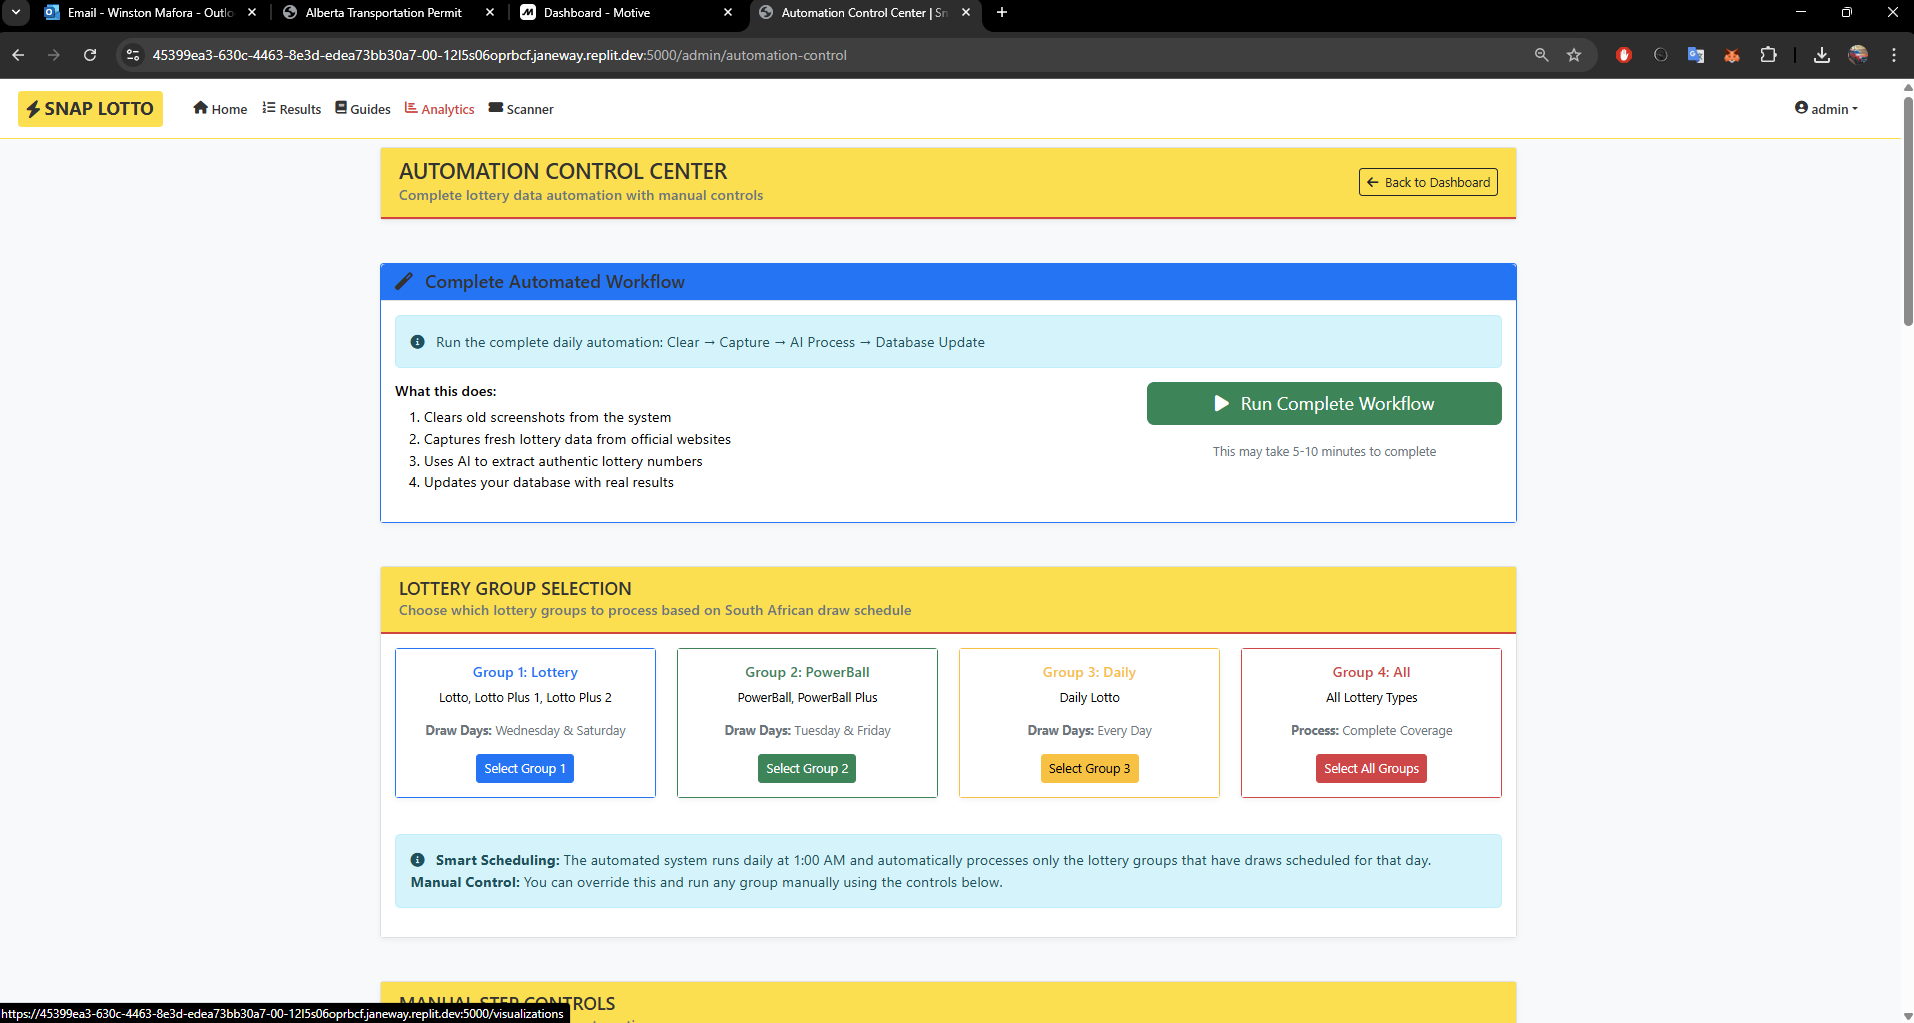 Email - Winston Mafora - Outlo
Alberta Transportation Permit
Dashboard - Motive
Automation Control Center | Sn
45399ea3-630c-4463-8e3d-edea73bb30a7-00-12l5s06oprbcf.janeway.replit.dev:5000/admin/automation-control
SNAP LOTTO
Home
Results
Guides
Analytics
Scanner
admin
AUTOMATION CONTROL CENTER
Complete lottery data automation with manual controls
Back to Dashboard
Complete Automated Workflow
Run the complete daily automation: Clear → Capture → AI Process → Database Update
What this does:
1. Clears old screenshots from the system
2. Captures fresh lottery data from official websites
3. Uses AI to extract authentic lottery numbers
4. Updates your database with real results
Run Complete Workflow
This may take 5-10 minutes to complete
LOTTERY GROUP SELECTION
Choose which lottery groups to process based on South African draw schedule
Group 1: Lottery
Lotto, Lotto Plus 1, Lotto Plus 2
Draw Days: Wednesday & Saturday
Select Group 1
Group 2: PowerBall
PowerBall, PowerBall Plus
Draw Days: Tuesday & Friday
Select Group 2
Group 3: Daily
Daily Lotto
Draw Days: Every Day
Select Group 3
Group 4: All
All Lottery Types
Process: Complete Coverage
Select All Groups
Smart Scheduling: The automated system runs daily at 1:00 AM and automatically processes only the lottery groups that have draws scheduled for that day.
Manual Control: You can override this and run any group manually using the controls below.
MANUAL STEP CONTROLS
https://45399ea3-630c-4463-8e3d-edea73bb30a7-00-12l5s06oprbcf.janeway.replit.dev:5000/visualizations